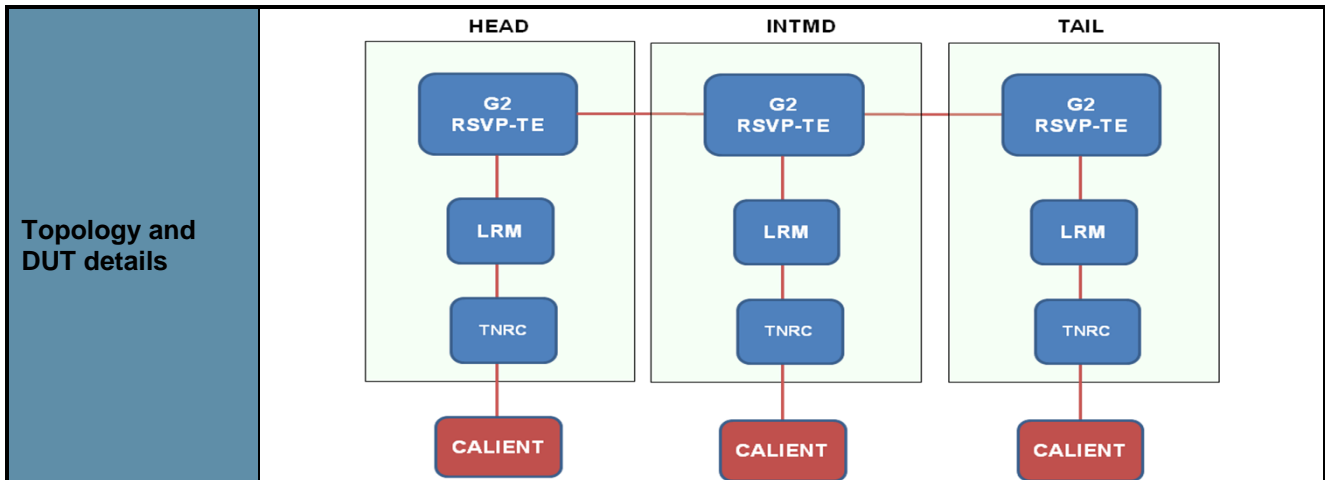 Topology and
DUT details
HEAD
INTMD
TAIL
G2
RSVP-TE
G2
RSVP-TE
G2
RSVP-TE
LRM
LRM
LRM
TNRC
TNRC
TNRC
CALIENT
CALIENT
CALIENT